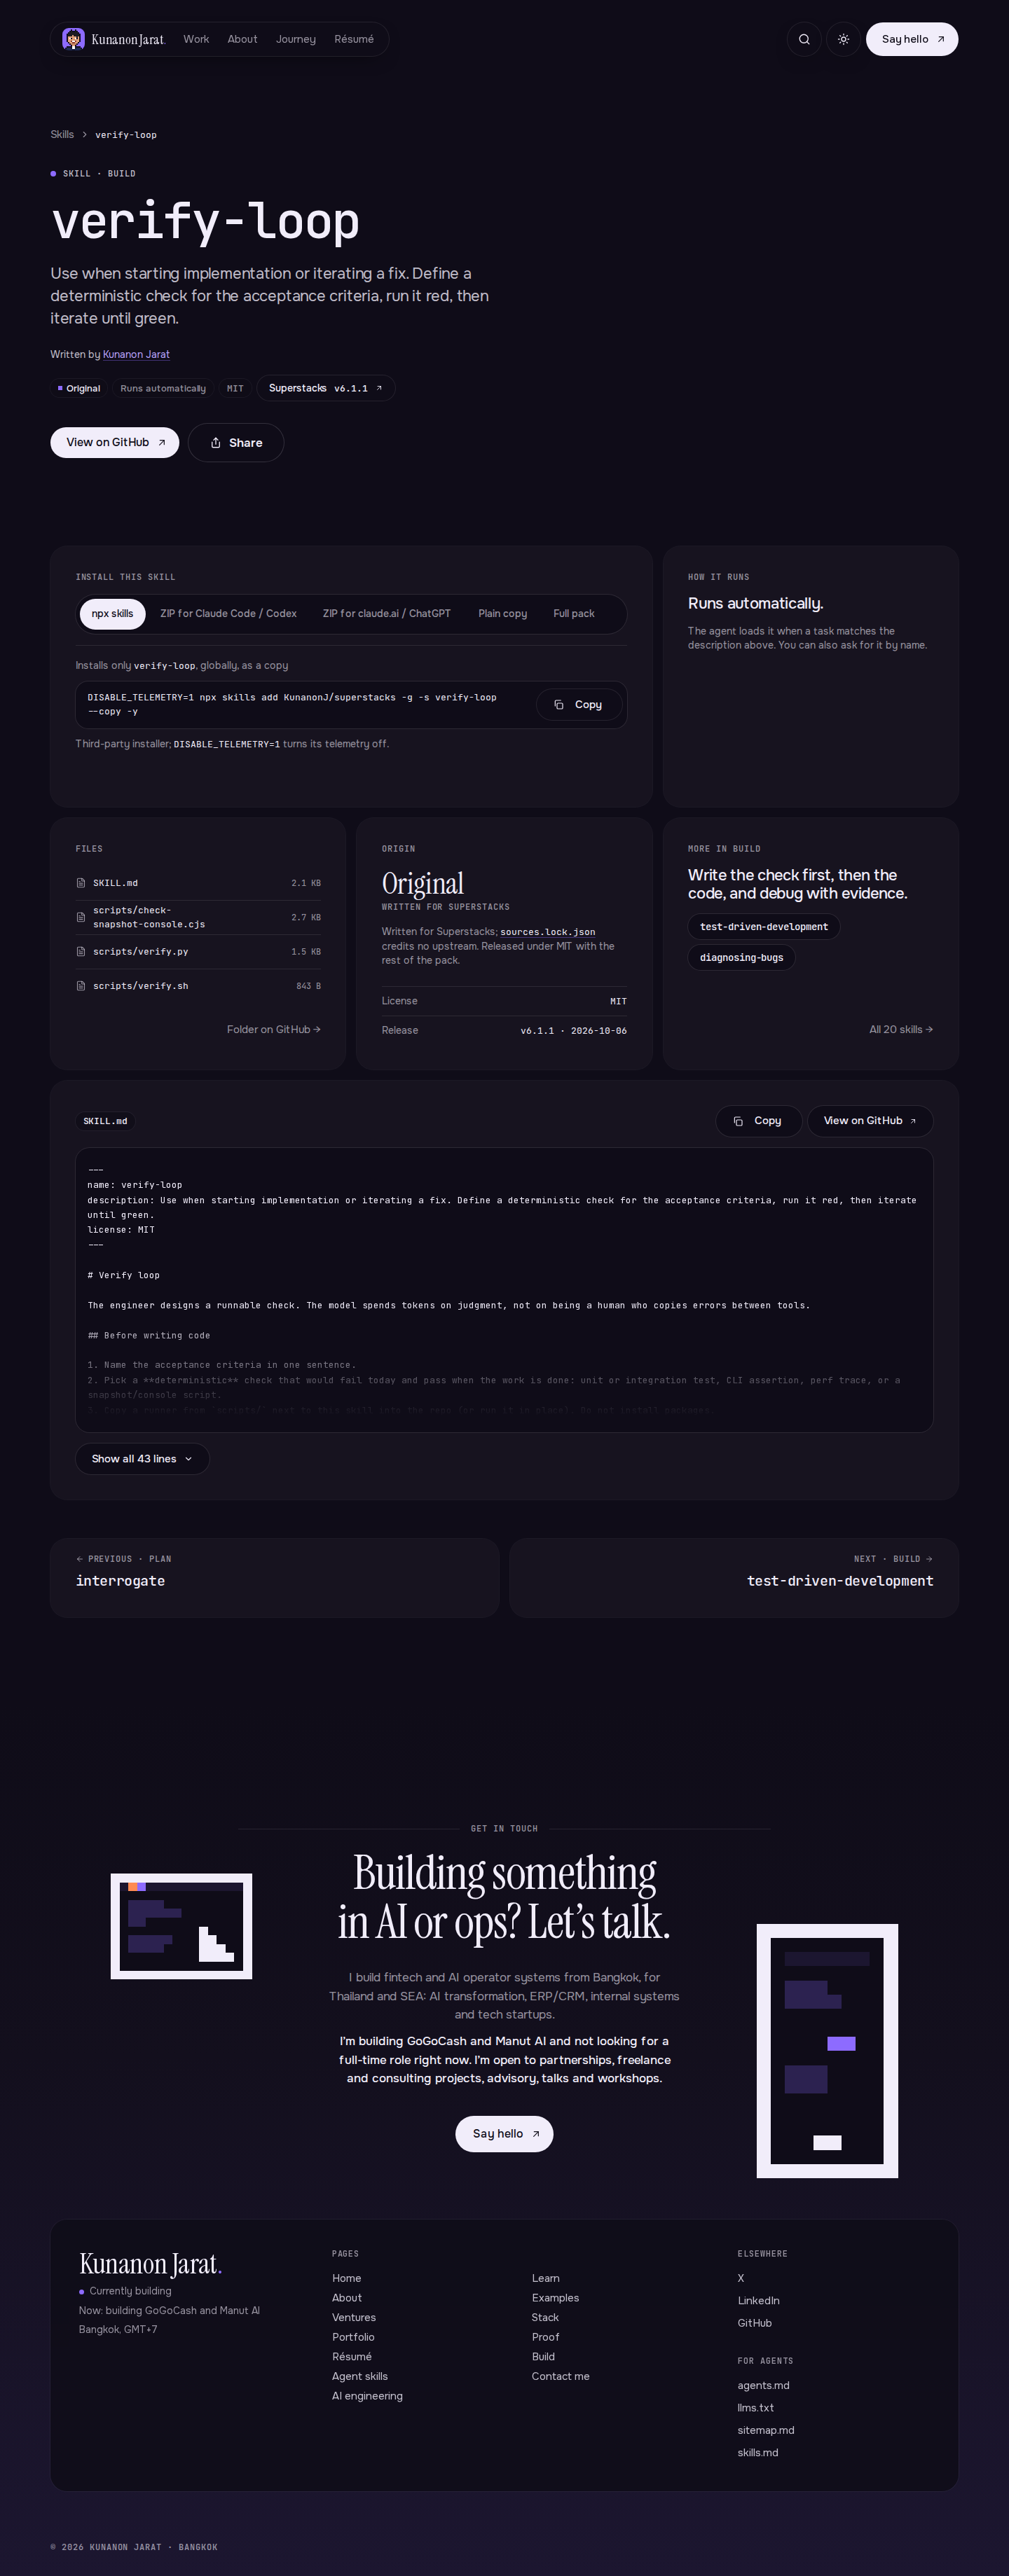 Kunanon Jarat.
Work
About
Journey
Résumé
Say hello
Skills
verify-loop
SKILL · BUILD
verify-loop
Use when starting implementation or iterating a fix. Define a
deterministic check for the acceptance criteria, run it red, then
iterate until green.
Written by Kunanon Jarat
Original
Runs automatically
MIT
Superstacks v6.1.1
View on GitHub
Share
INSTALL THIS SKILL
npx skills
ZIP for Claude Code / Codex
ZIP for claude.ai / ChatGPT
Plain copy
Full pack
Installs only verify-loop, globally, as a copy
DISABLE_TELEMETRY=1 npx skills add KunanonJ/superstacks -g -s verify-loop
--copy -y
Copy
Third-party installer; DISABLE_TELEMETRY=1 turns its telemetry off.
HOW IT RUNS
Runs automatically.
The agent loads it when a task matches the
description above. You can also ask for it by name.
FILES
SKILL.md 2.1 KB
scripts/check-
snapshot-console.cjs 2.7 KB
scripts/verify.py 1.5 KB
scripts/verify.sh 843 B
Folder on GitHub →
ORIGIN
Original
WRITTEN FOR SUPERSTACKS
Written for Superstacks; sources.lock.json
credits no upstream. Released under MIT with the
rest of the pack.
License MIT
Release v6.1.1 · 2026-10-06
MORE IN BUILD
Write the check first, then the
code, and debug with evidence.
test-driven-development
diagnosing-bugs
All 20 skills →
SKILL.md
Copy
View on GitHub
---
name: verify-loop
description: Use when starting implementation or iterating a fix. Define a deterministic check for the acceptance criteria, run it red, then iterate
until green.
license: MIT
---
# Verify loop
The engineer designs a runnable check. The model spends tokens on judgment, not on being a human who copies errors between tools.
## Before writing code
1. Name the acceptance criteria in one sentence.
2. Pick a **deterministic** check that would fail today and pass when the work is done: unit or integration test, CLI assertion, perf trace, or a
snapshot/console script.
3. Copy a runner from `scripts/` next to this skill into the repo (or run it in place). Do not install packages
Show all 43 lines
← PREVIOUS · PLAN
interrogate
NEXT · BUILD →
test-driven-development
GET IN TOUCH
Building something
in AI or ops? Let’s talk.
I build fintech and AI operator systems from Bangkok, for
Thailand and SEA: AI transformation, ERP/CRM, internal systems
and tech startups.
I’m building GoGoCash and Manut AI and not looking for a
full-time role right now. I’m open to partnerships, freelance
and consulting projects, advisory, talks and workshops.
Say hello
Kunanon Jarat.
Currently building
Now: building GoGoCash and Manut AI
Bangkok, GMT+7
PAGES
Home
About
Ventures
Portfolio
Résumé
Agent skills
AI engineering
Learn
Examples
Stack
Proof
Build
Contact me
ELSEWHERE
X
LinkedIn
GitHub
FOR AGENTS
agents.md
llms.txt
sitemap.md
skills.md
© 2026 KUNANON JARAT · BANGKOK